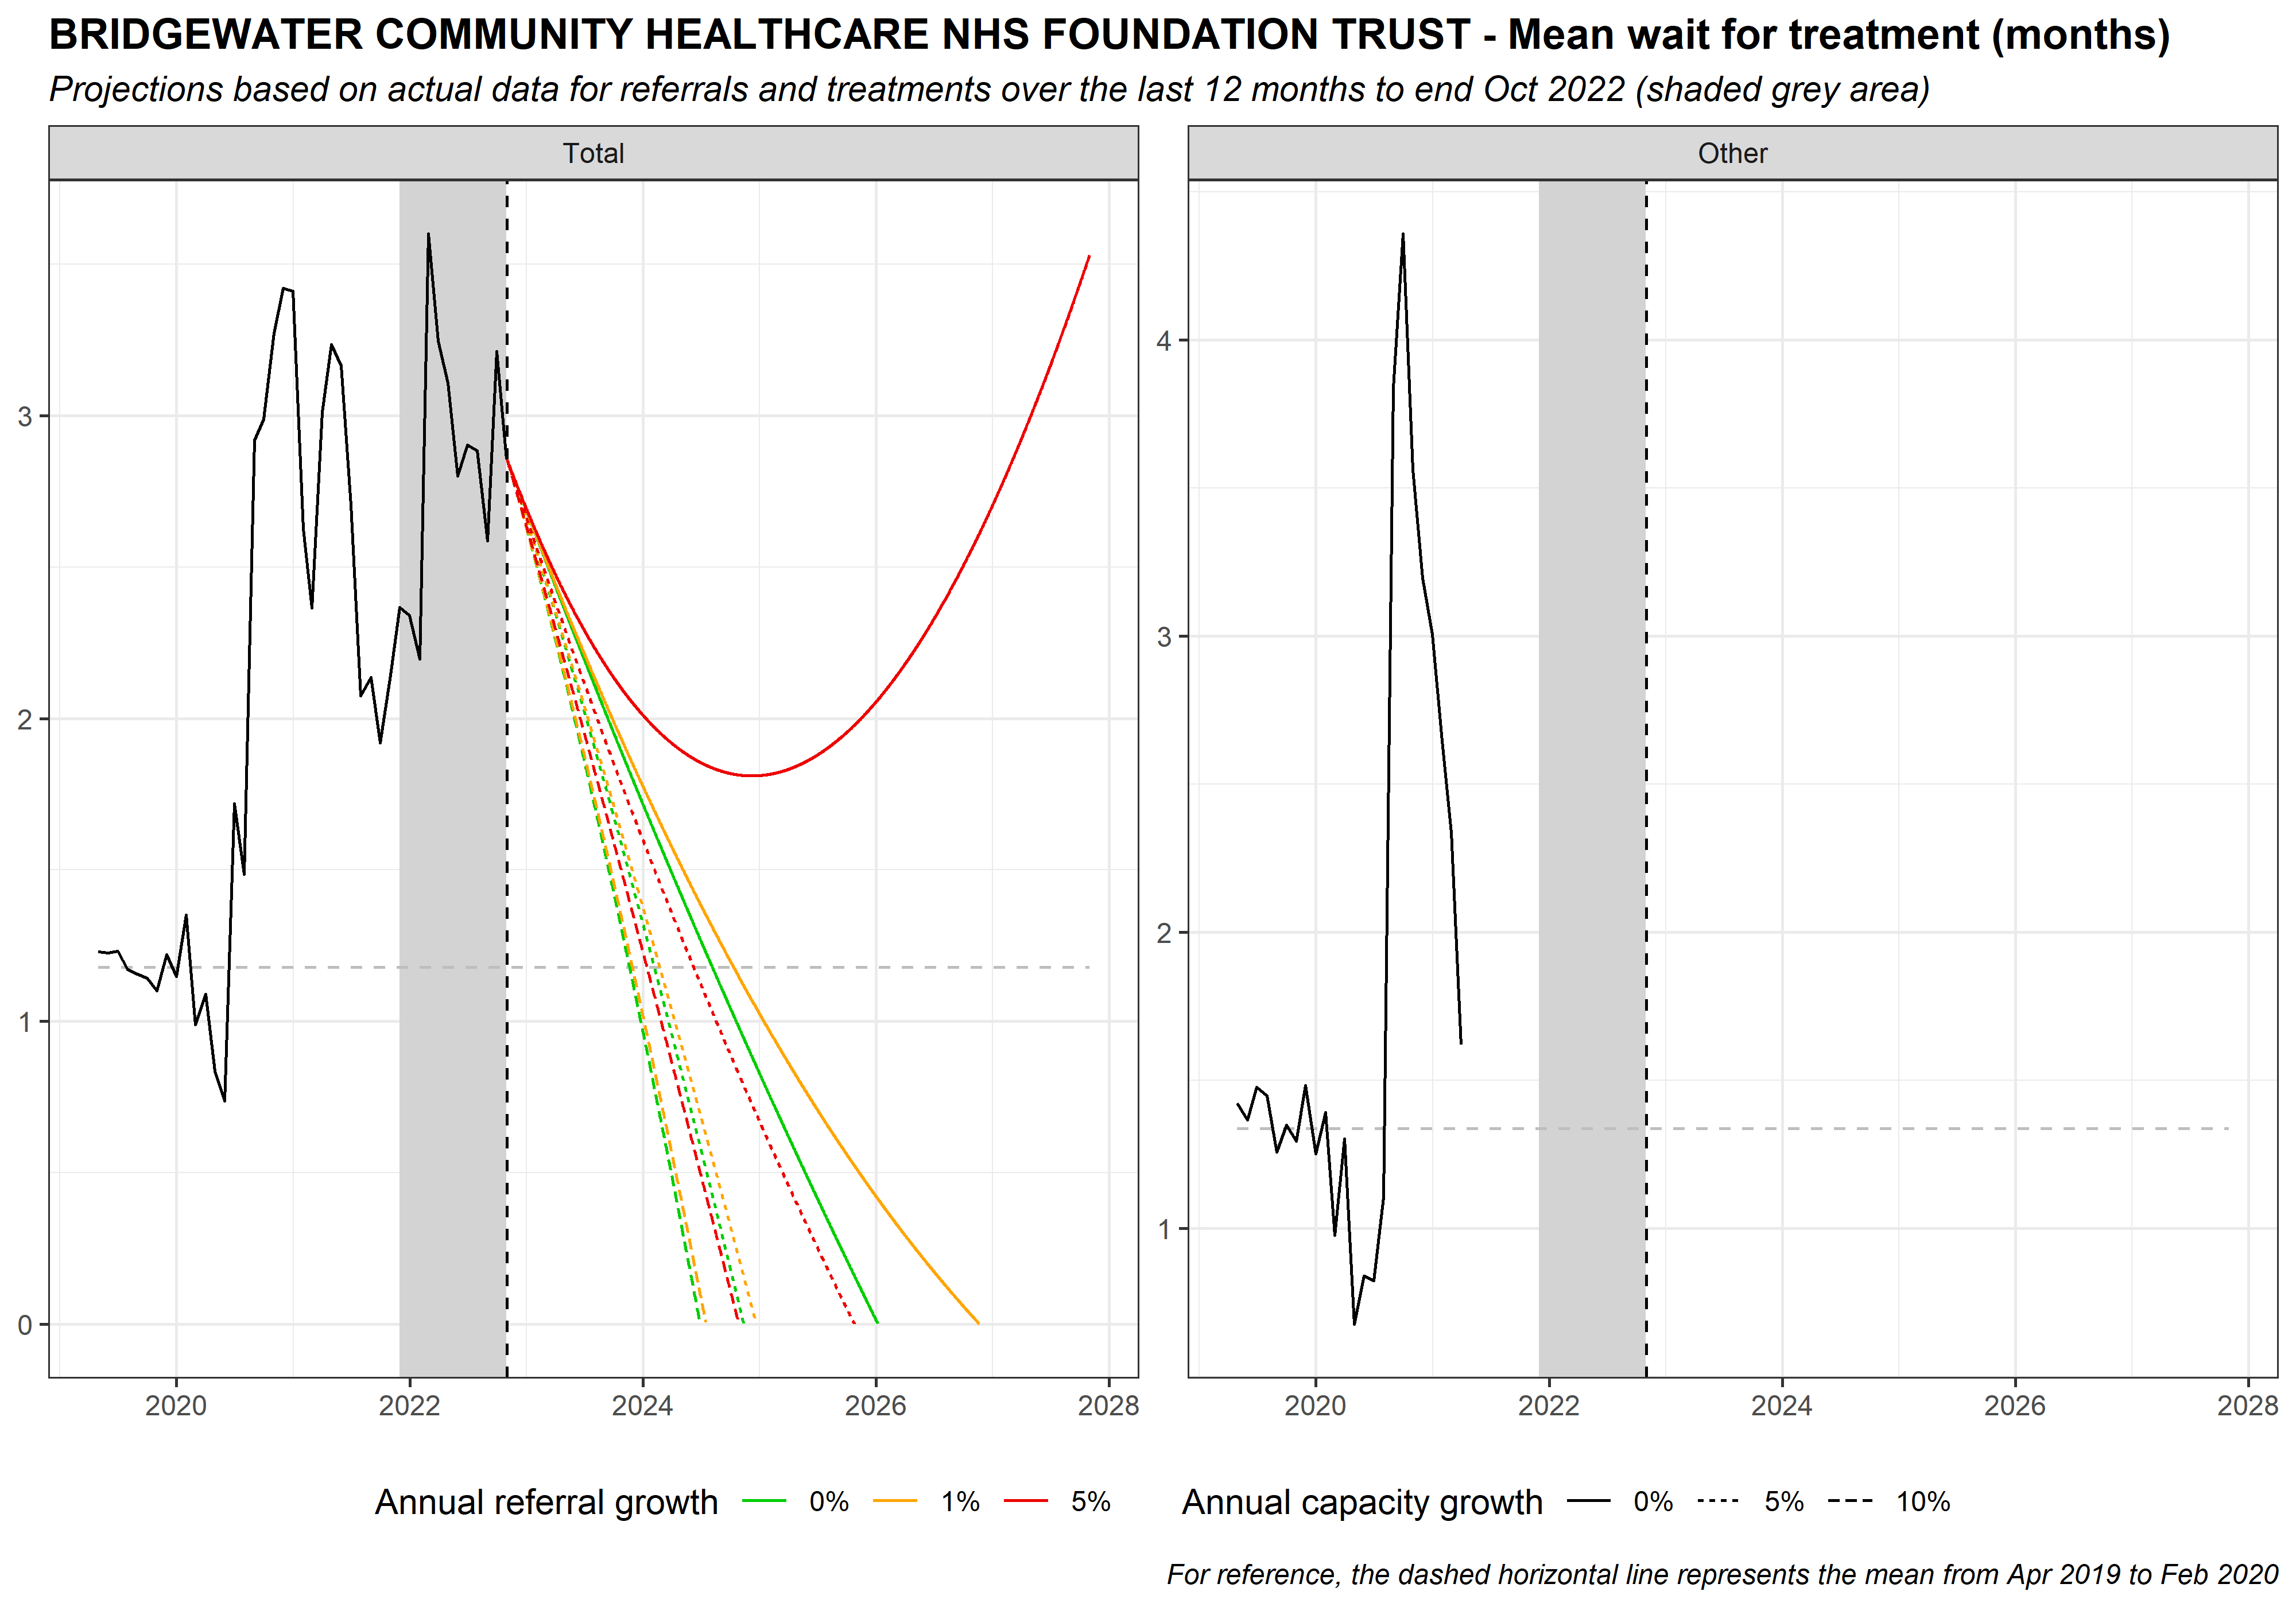 BRIDGEWATER COMMUNITY HEALTHCARE NHS FOUNDATION TRUST - Mean wait for treatment (months)
Projections based on actual data for referrals and treatments over the last 12 months to end Oct 2022 (shaded grey area)
Total
3
2
1
0
2020 2022 2024 2026 2028
Other
4
3
2
1
2020 2022 2024 2026 2028
Annual referral growth 0% 1% 5%
Annual capacity growth 0% 5% 10%
For reference, the dashed horizontal line represents the mean from Apr 2019 to Feb 2020